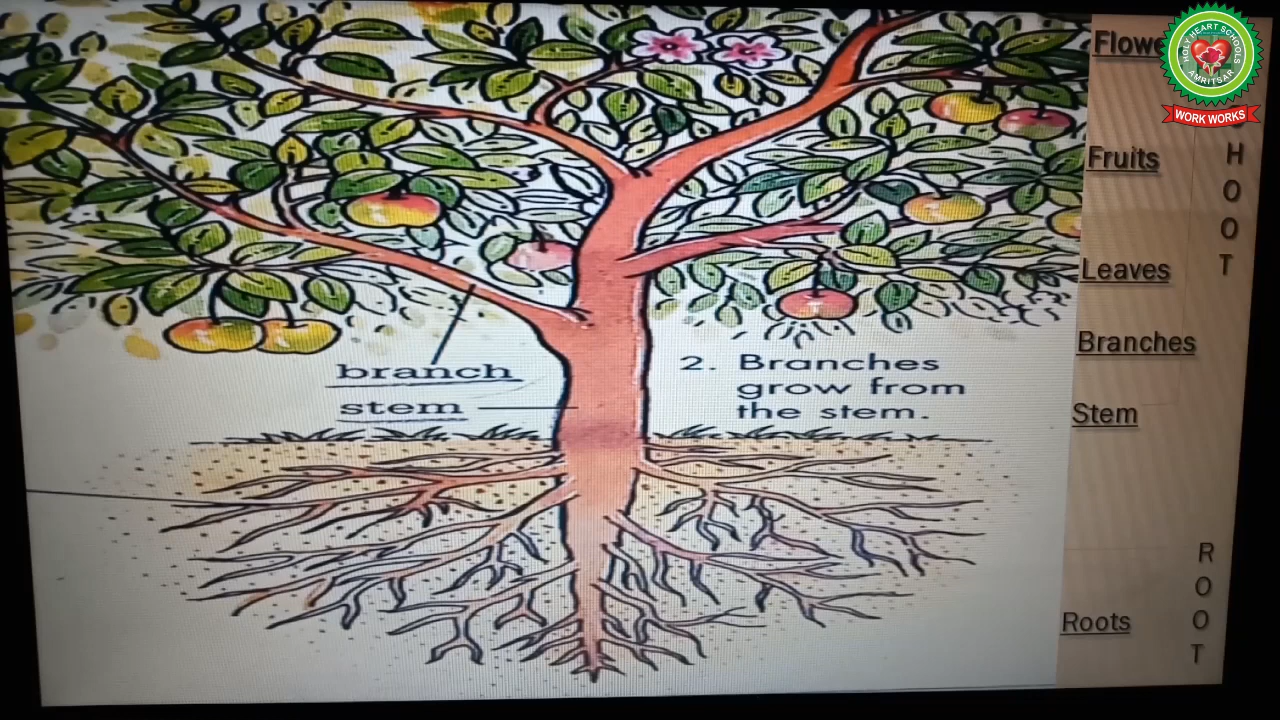 Flowe
HOLY HEART SCHOOLS
AMRITSAR
WORK WORKS
Fruits
H
O
O
T
Leaves
Branches
Stem
branch
stem
2. Branches
grow from
the stem.
Roots
R
O
O
T